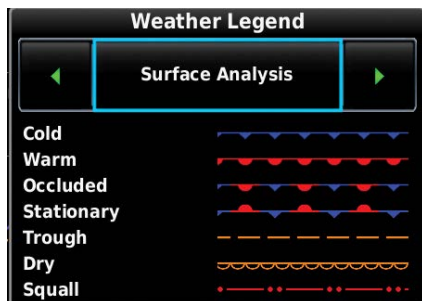 Weather Legend
Surface Analysis
Cold
Warm
Occluded
Stationary
Trough
Dry
Squall